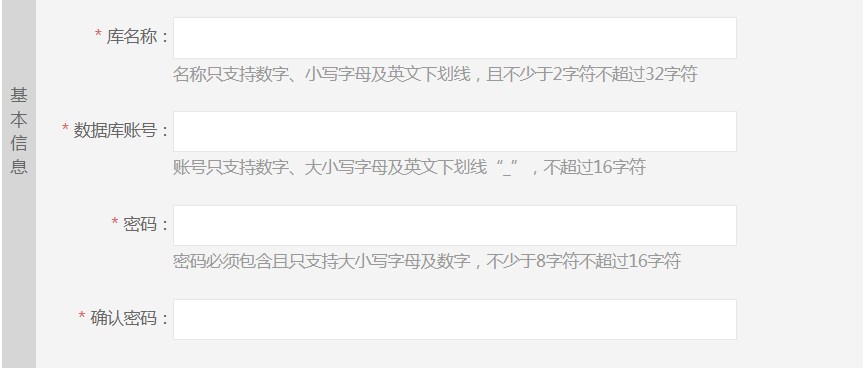 基本信息
* 库名称：
名称只支持数字、小写字母及英文下划线，且不少于2字符不超过32字符
* 数据库账号：
账号只支持数字、大小写字母及英文下划线“_”，不超过16字符
* 密码：
密码必须包含且只支持大小写字母及数字，不少于8字符不超过16字符
* 确认密码：